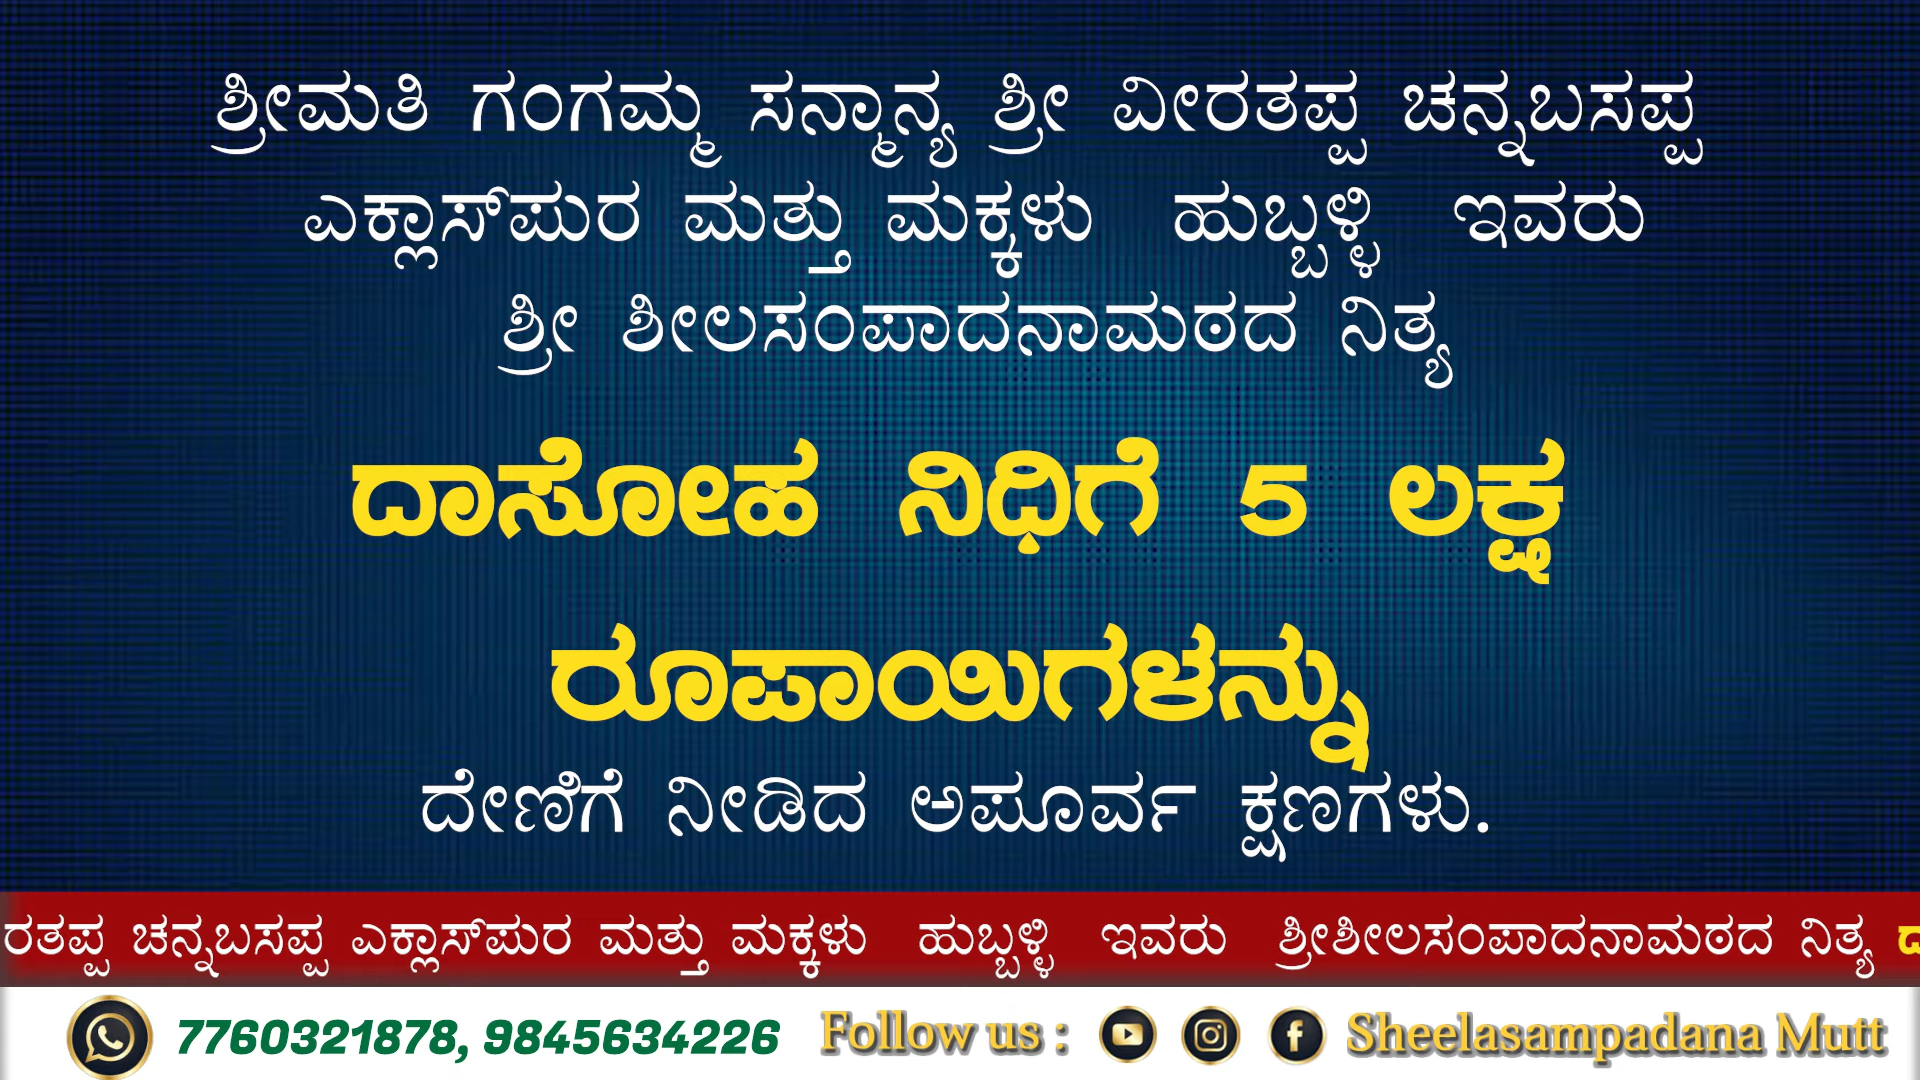 ಶ್ರೀಮತಿ ಗಂಗಮ್ಮ ಸನ್ಮಾನ್ಯ ಶ್ರೀ ವೀರತಪ್ಪ ಚನ್ನಬಸಪ್ಪ
ಎಕ್ಲಾಸ್‌ಪುರ ಮತ್ತು ಮಕ್ಕಳು ಹುಬ್ಬಳ್ಳಿ ಇವರು
ಶ್ರೀ ಶೀಲಸಂಪಾದನಾಮಠದ ನಿತ್ಯ
ದಾಸೋಹ ನಿಧಿಗೆ 5 ಲಕ್ಷ
ರೂಪಾಯಿಗಳನ್ನು
ದೇಣಿಗೆ ನೀಡಿದ ಅಪೂರ್ವ ಕ್ಷಣಗಳು.
ರತಪ್ಪ ಚನ್ನಬಸಪ್ಪ ಎಕ್ಲಾಸ್‌ಪುರ ಮತ್ತು ಮಕ್ಕಳು ಹುಬ್ಬಳ್ಳಿ ಇವರು ಶ್ರೀಶೀಲಸಂಪಾದನಾಮಠದ ನಿತ್ಯ
7760321878, 9845634226 Follow us : Sheelasampadana Mutt